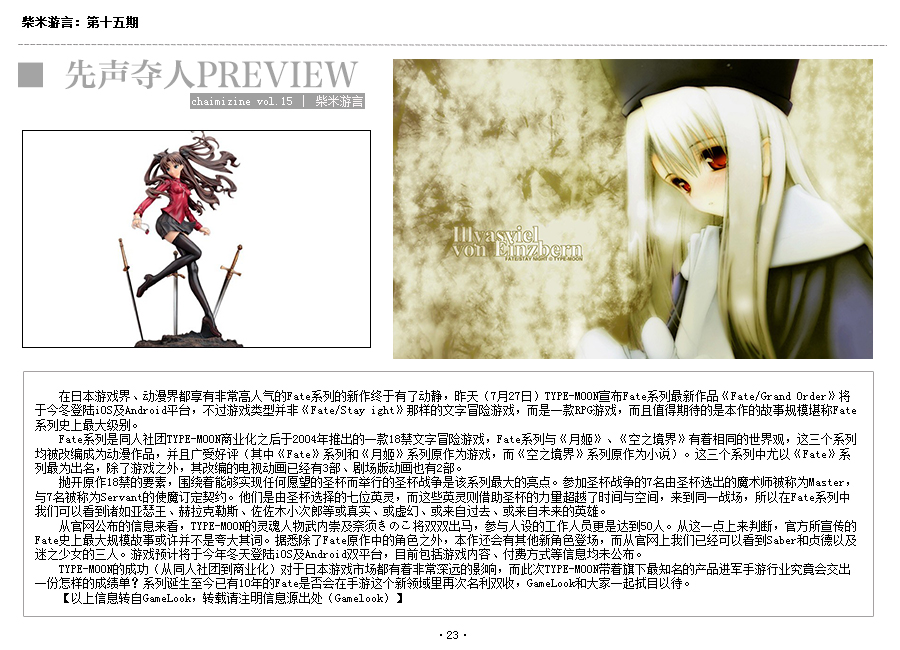 柴米游言：第十五期
先声夺人PREVIEW
chaimizine vol.15 | 柴米游言
Illyasviel
von Einzbern
FATE/STAY NIGHT © TYPE-MOON
在日本游戏界、动漫界都享有非常高人气的Fate系列的新作终于有了动静，昨天（7月27日）TYPE-MOON宣布Fate系列最新作品《Fate/Grand Order》将
于今冬登陆iOS及Android平台，不过游戏类型并非《Fate/Stay ight》那样的文字冒险游戏，而是一款RPG游戏，而且值得期待的是本作的故事规模堪称Fate
系列史上最大级别。
Fate系列是同人社团TYPE-MOON商业化之后于2004年推出的一款18禁文字冒险游戏，Fate系列与《月姬》、《空之境界》有着相同的世界观，这三个系列
均被改编成为动漫作品，并且广受好评（其中《Fate》系列和《月姬》系列原作为游戏，而《空之境界》系列原作为小说）。这三个系列中尤以《Fate》系
列最为出名，除了游戏之外，其改编的电视动画已经有3部、剧场版动画也有2部。
抛开原作18禁的要素，围绕着能够实现任何愿望的圣杯而举行的圣杯战争是该系列最大的亮点。参加圣杯战争的7名由圣杯选出的魔术师被称为Master，
与7名被称为Servant的使魔订定契约。他们是由圣杯选择的七位英灵，而这些英灵则借助圣杯的力量超越了时间与空间，来到同一战场，所以在Fate系列中
我们可以看到诸如亚瑟王、赫拉克勒斯、佐佐木小次郎等或真实、或虚幻、或来自过去、或来自未来的英雄。
从官网公布的信息来看，TYPE-MOON的灵魂人物武内崇及奈须きのこ将双双出马，参与人设的工作人员更是达到50人。从这一点上来判断，官方所宣传的
Fate史上最大规模故事或许并不是夸大其词。据悉除了Fate原作中的角色之外，本作还会有其他新角色登场，而从官网上我们已经可以看到Saber和贞德以及
迷之少女的三人。游戏预计将于今年冬天登陆iOS及Android双平台，目前包括游戏内容、付费方式等信息均未公布。
TYPE-MOON的成功（从同人社团到商业化）对于日本游戏市场都有着非常深远的影响，而此次TYPE-MOON带着旗下最知名的产品进军手游行业究竟会交出
一份怎样的成绩单？系列诞生至今已有10年的Fate是否会在手游这个新领域里再次名利双收，GameLook和大家一起拭目以待。
【以上信息转自GameLook，转载请注明信息源出处（Gamelook）】
·23·